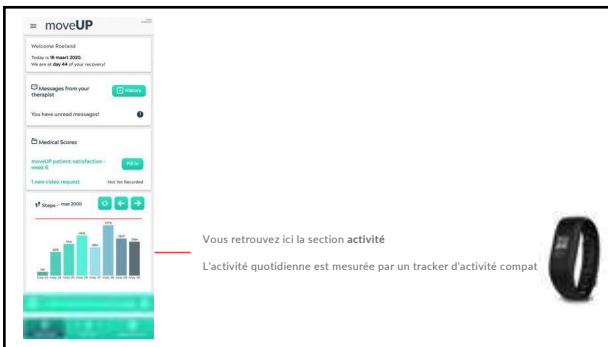 moveUP
Welcome Roeland
Today is 18 maart 2020.
We are at day 44 of your recovery!
Messages from your
therapist
History
You have unread messages!
Medical Scores
moveUP patient satisfaction -
week 6
Fill in
1 new video request
Not Yet Recorded
Steps - max 2000
Vous retrouvez ici la section activité
L'activité quotidienne est mesurée par un tracker d'activité compat